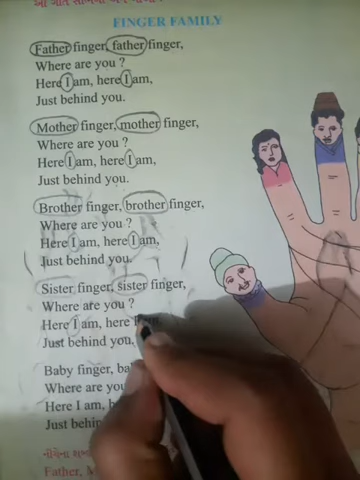 FINGER FAMILY
Father finger, father finger,
Where are you ?
Here I am, here I am,
Just behind you.
Mother finger, mother finger,
Where are you ?
Here I am, here I am,
Just behind you.
Brother finger, brother finger,
Where are you ?
Here I am, here I am,
Just behind you.
Sister finger, sister finger,
Where are you ?
Here I am, here
Just behind you,
Baby finger,
Where are you
Here I am,
Just
નીચેના
Father,